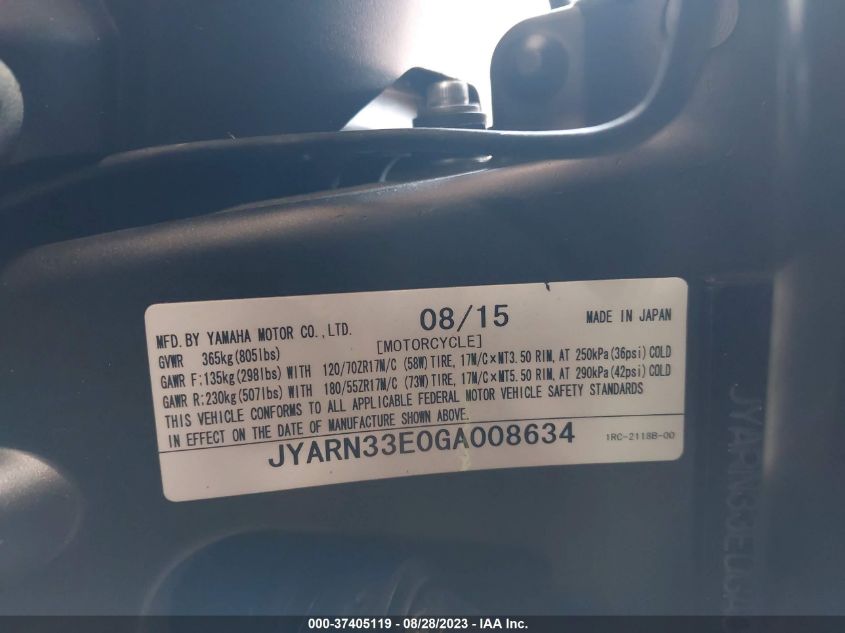 MFD. BY YAMAHA MOTOR CO., LTD. 08/15 MADE IN JAPAN
GVWR 365kg(805lbs) [MOTORCYCLE]
GAWR F:135kg(298lbs) WITH 120/70ZR17M/C (58W) TIRE, 17M/C×MT3.50 RIM, AT 250kPa(36psi) COLD
GAWR R:230kg(507lbs) WITH 180/55ZR17M/C (73W) TIRE, 17M/C×MT5.50 RIM, AT 290kPa(42psi) COLD
THIS VEHICLE CONFORMS TO ALL APPLICABLE FEDERAL MOTOR VEHICLE SAFETY STANDARDS
IN EFFECT ON THE DATE OF MANUFACTURE SHOWN ABOVE.
JYARN33E0GA008634 1RC-2118B-00
JYARN33E0GA0
000-37405119 - 08/28/2023 - IAA Inc.